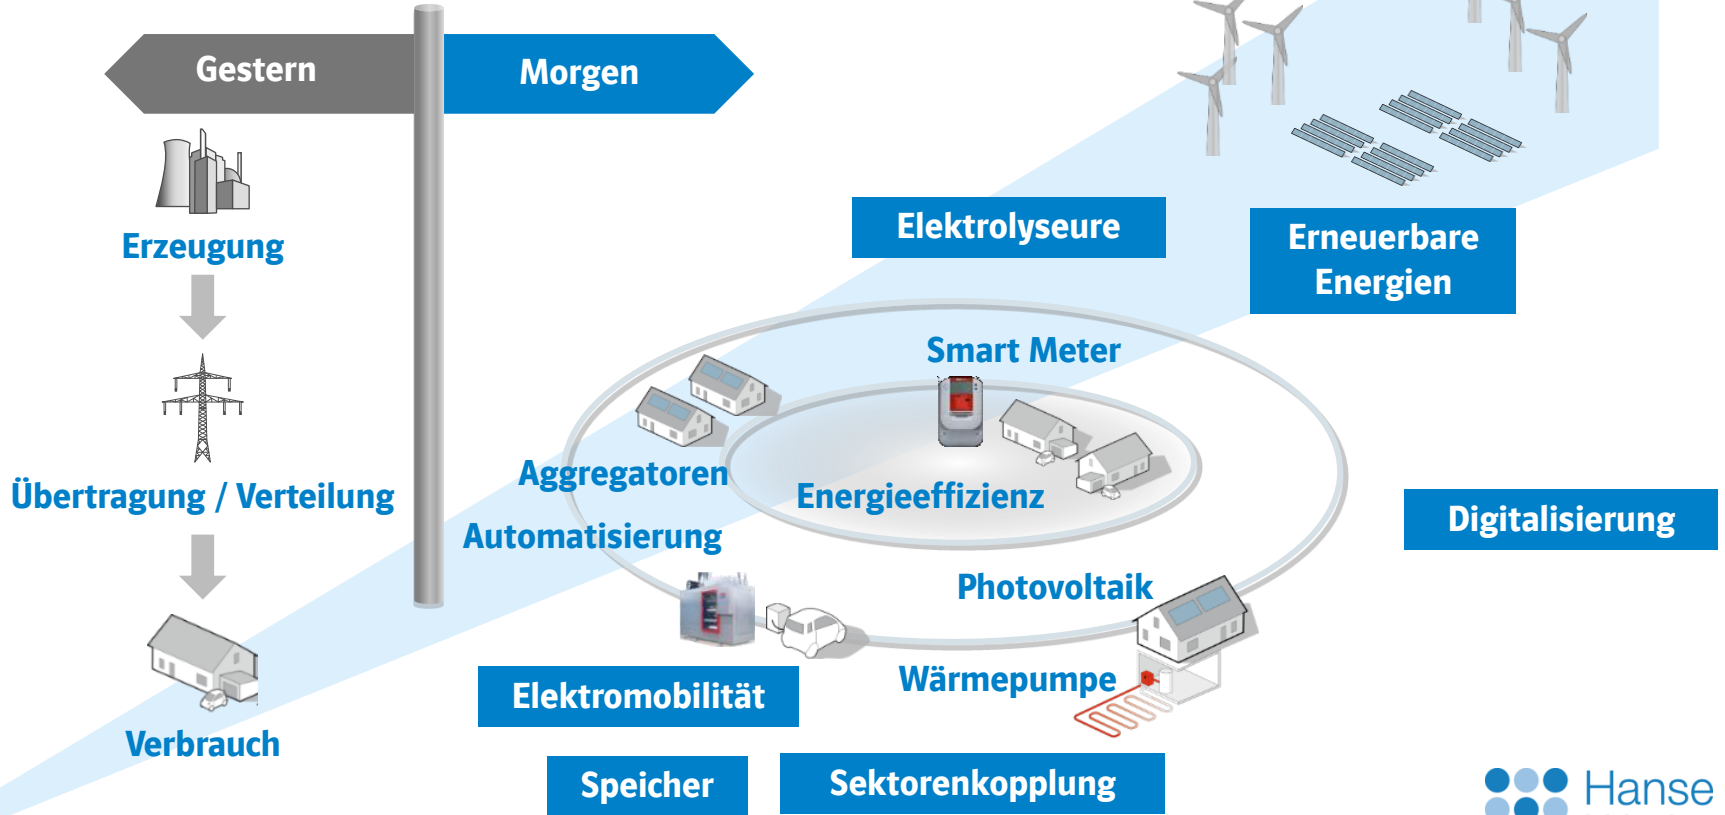 Gestern
Morgen
Erzeugung
Übertragung / Verteilung
Verbrauch
Elektrolyseure
Erneuerbare
Energien
Smart Meter
Aggregatoren
Energieeffizienz
Automatisierung
Digitalisierung
Photovoltaik
Wärmepumpe
Elektromobilität
Speicher
Sektorenkopplung
Hanse